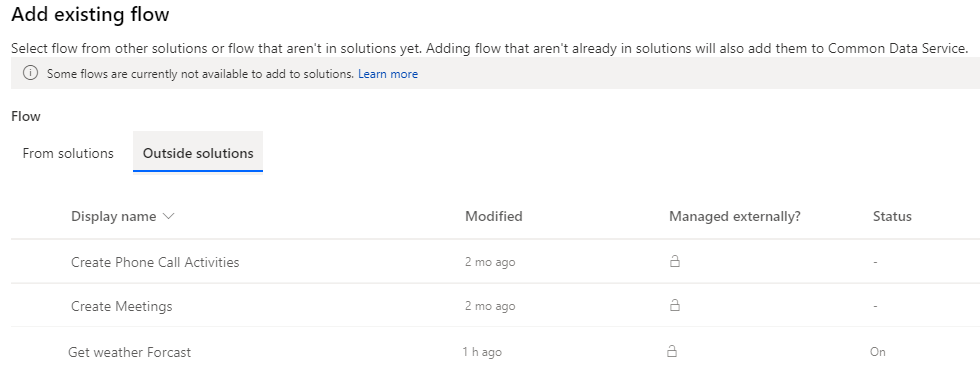 Add existing flow
Select flow from other solutions or flow that aren't in solutions yet. Adding flow that aren't already in solutions will also add them to Common Data Service.
Some flows are currently not available to add to solutions. Learn more
Flow
From solutions Outside solutions
Display name Modified Managed externally? Status
Create Phone Call Activities 2 mo ago -
Create Meetings 2 mo ago -
Get weather Forcast 1 h ago On